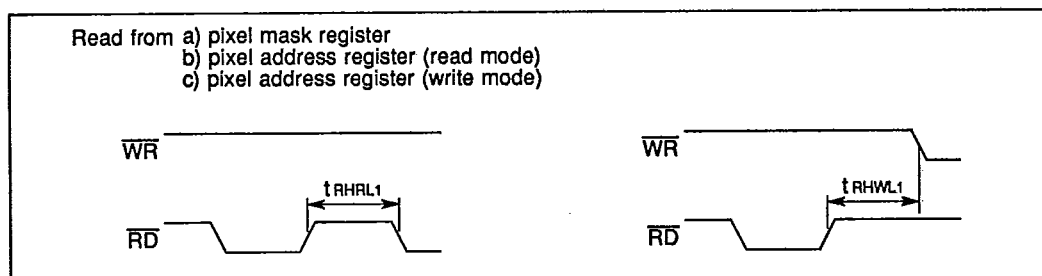 Read from a) pixel mask register
b) pixel address register (read mode)
c) pixel address register (write mode)
WR
tRHRL1
RD
WR
tRHWL1
RD